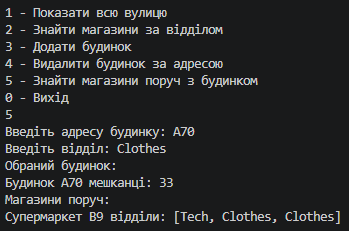 1 - Показати всю вулицю
2 - Знайти магазини за відділом
3 - Додати будинок
4 - Видалити будинок за адресою
5 - Знайти магазини поруч з будинком
0 - Вихід
5
Введіть адресу будинку: A70
Введіть відділ: Clothes
Обраний будинок:
Будинок A70 мешканці: 33
Магазини поруч:
Супермаркет B9 відділи: [Tech, Clothes, Clothes]